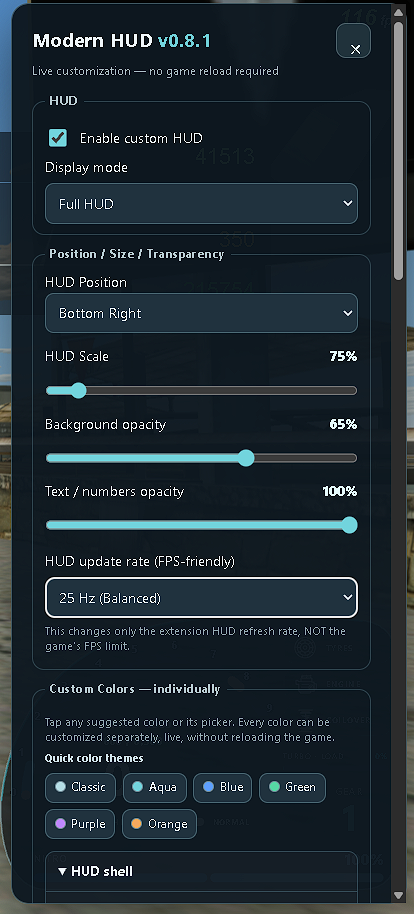 Modern HUD v0.8.1
×
Live customization — no game reload required
HUD
Enable custom HUD
41513
Display mode
Full HUD
350
Position / Size / Transparency
HUD Position
Bottom Right
HUD Scale
75%
Background opacity
65%
Text / numbers opacity
100%
HUD update rate (FPS-friendly)
25 Hz (Balanced)
This changes only the extension HUD refresh rate, NOT the
game's FPS limit.
Custom Colors — individually
Tap any suggested color or its picker. Every color can be
customized separately, live, without reloading the game.
Quick color themes
Classic
Aqua
Blue
Green
Purple
Orange
▼ HUD shell